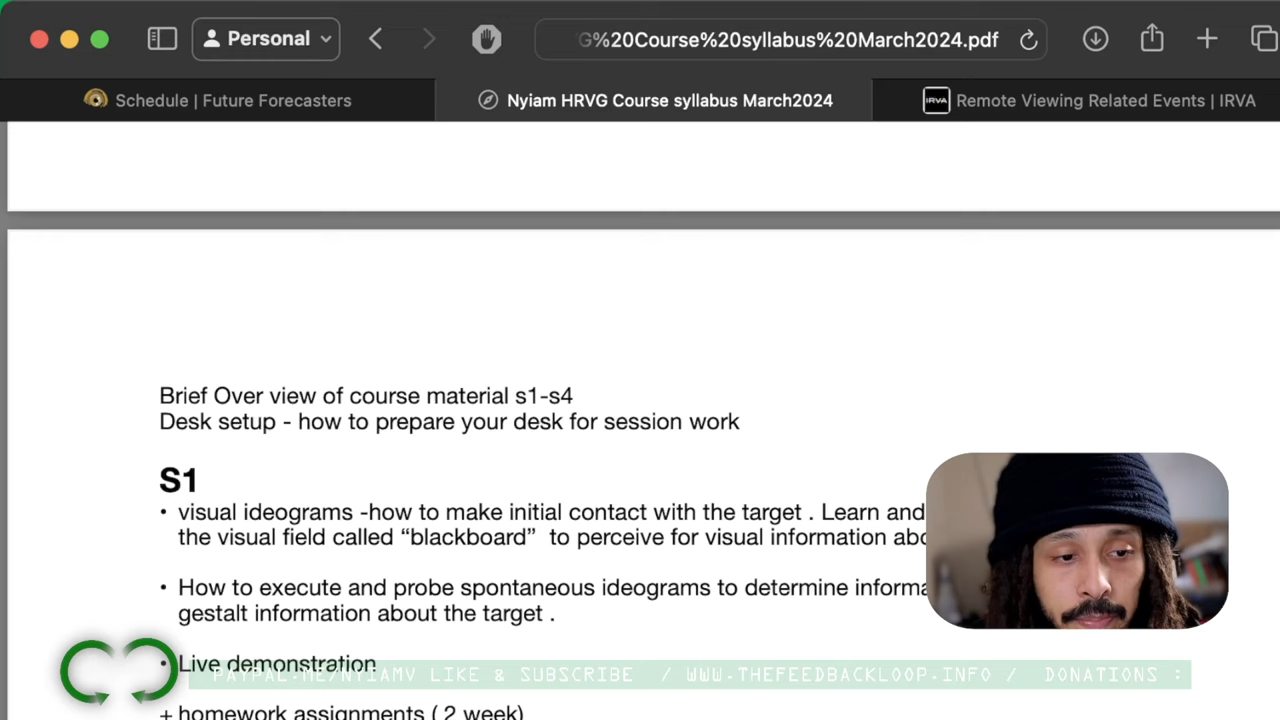 Personal
G%20Course%20syllabus%20March2024.pdf
Schedule | Future Forecasters
Nyiam HRVG Course syllabus March2024
IRVA
Remote Viewing Related Events | IRVA
Brief Over view of course material s1-s4
Desk setup - how to prepare your desk for session work
S1
• visual ideograms -how to make initial contact with the target . Learn and
the visual field called “blackboard”  to perceive for visual information abo
• How to execute and probe spontaneous ideograms to determine informa
gestalt information about the target .
• Live demonstration
PAYPAL.ME/NYIAMV LIKE & SUBSCRIBE / WWW.THEFEEDBACKLOOP.INFO / DONATIONS :
+ homework assignments ( 2 week)